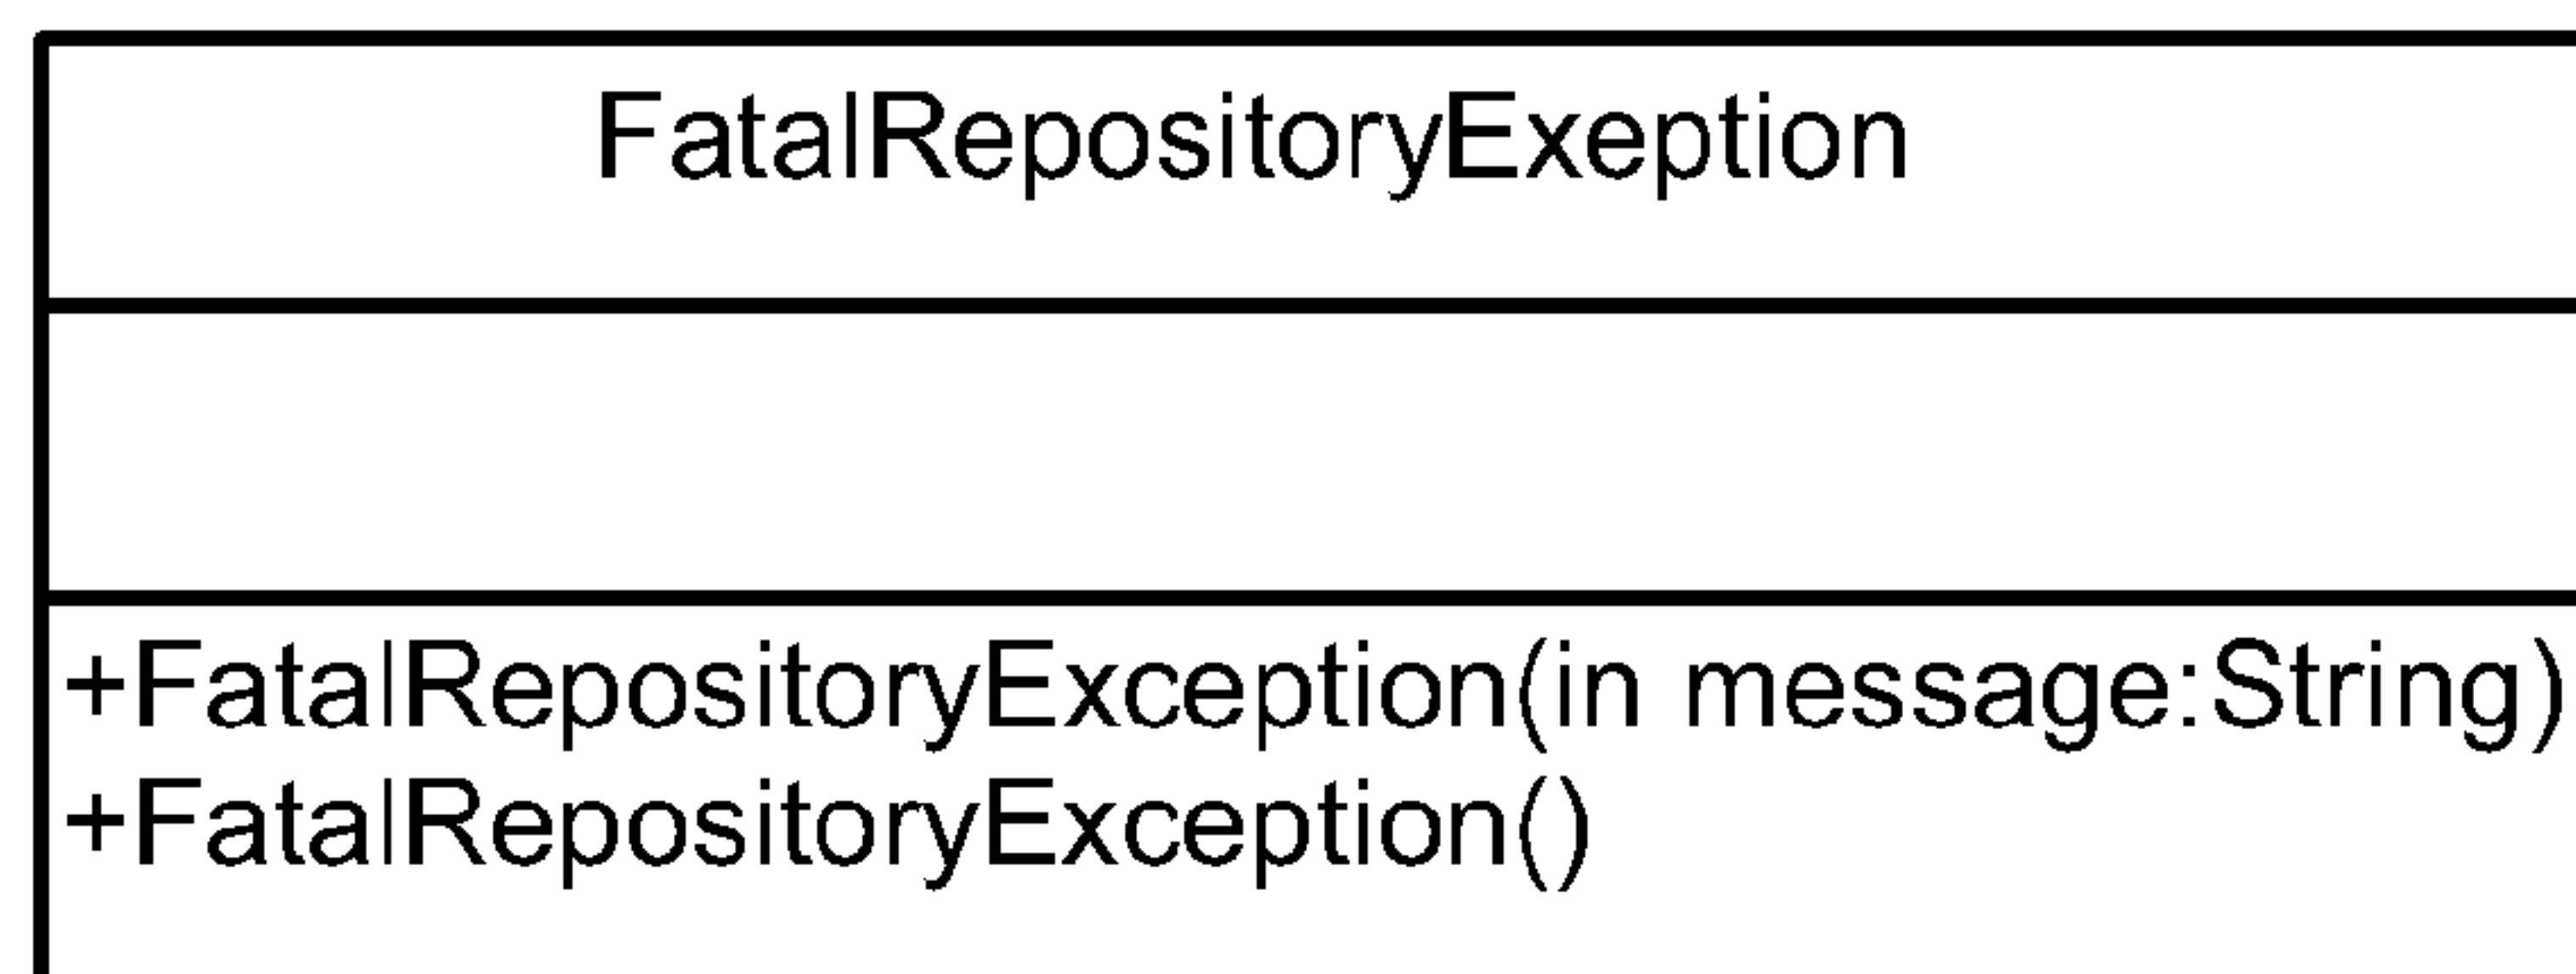 FatalRepositoryExeption
+FatalRepositoryException(in message:String)
+FatalRepositoryException()